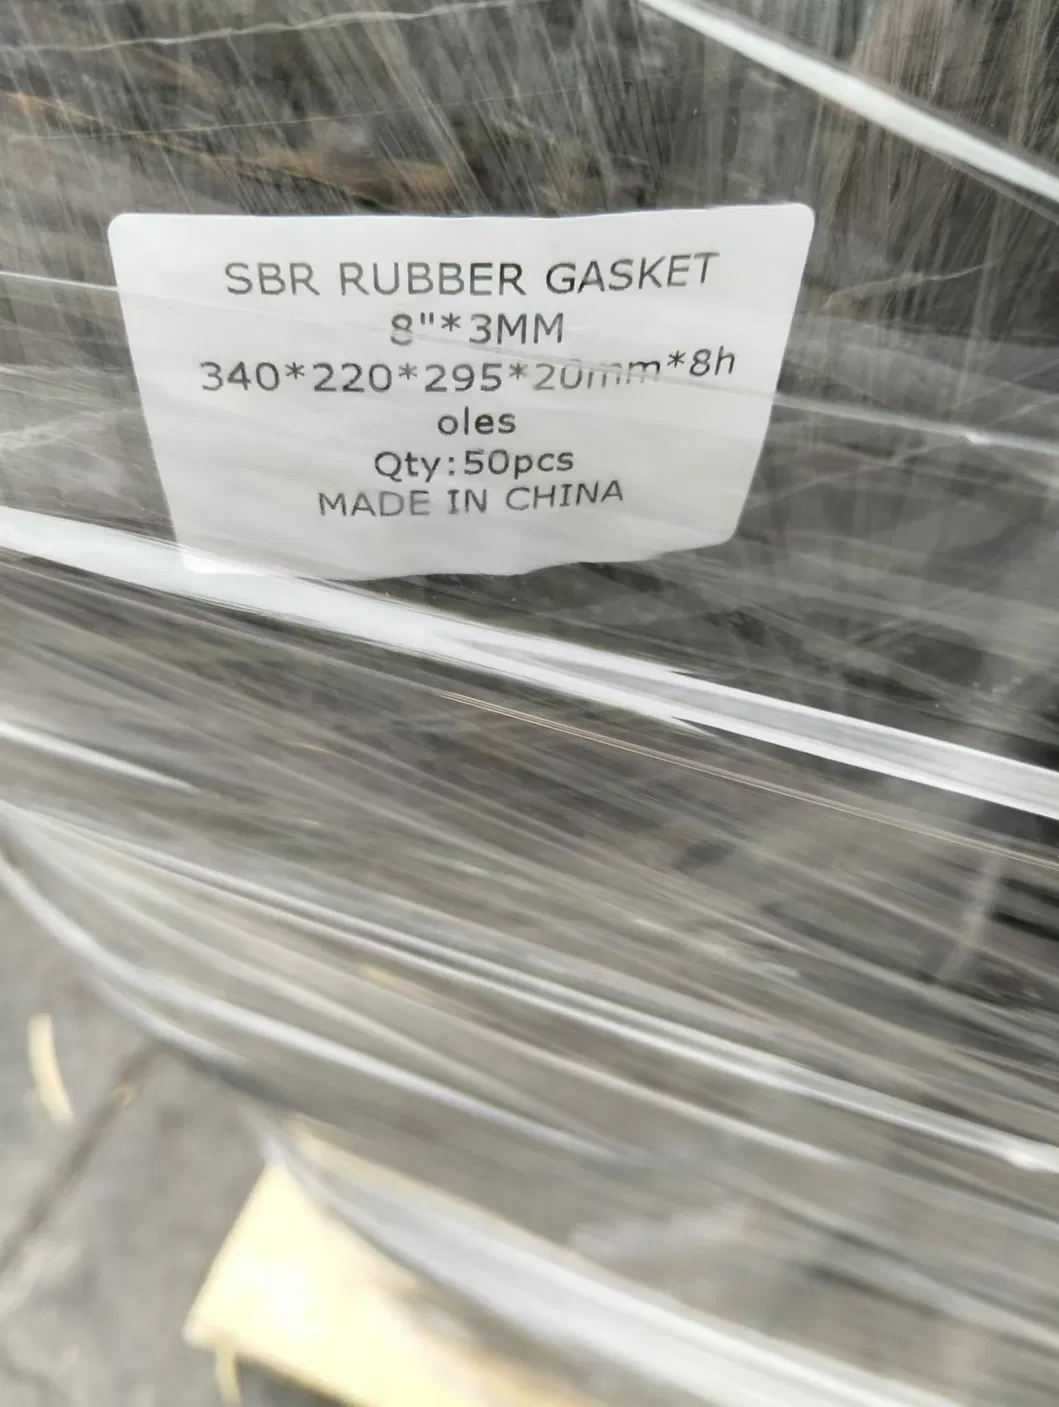 SBR RUBBER GASKET
8"*3MM
340*220*295*20mm*8h
oles
Qty:50pcs
MADE IN CHINA